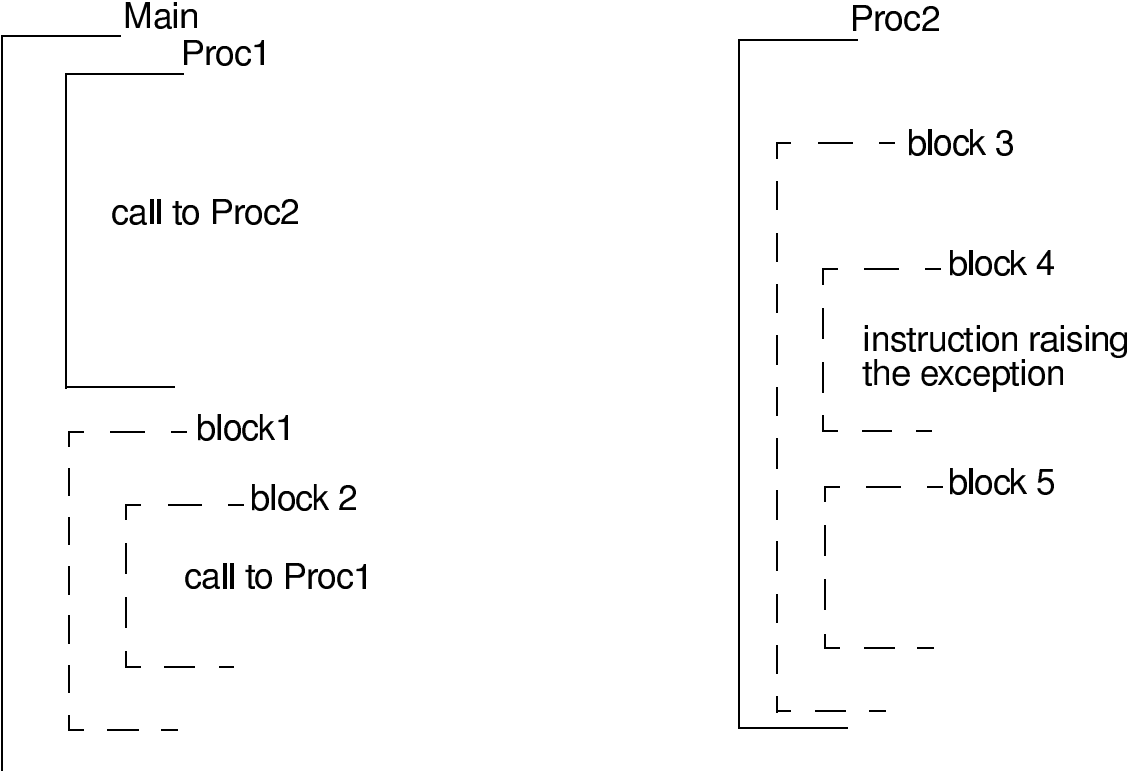 Main
Proc1
call to Proc2
block1
block 2
call to Proc1
Proc2
block 3
block 4
instruction raising
the exception
block 5